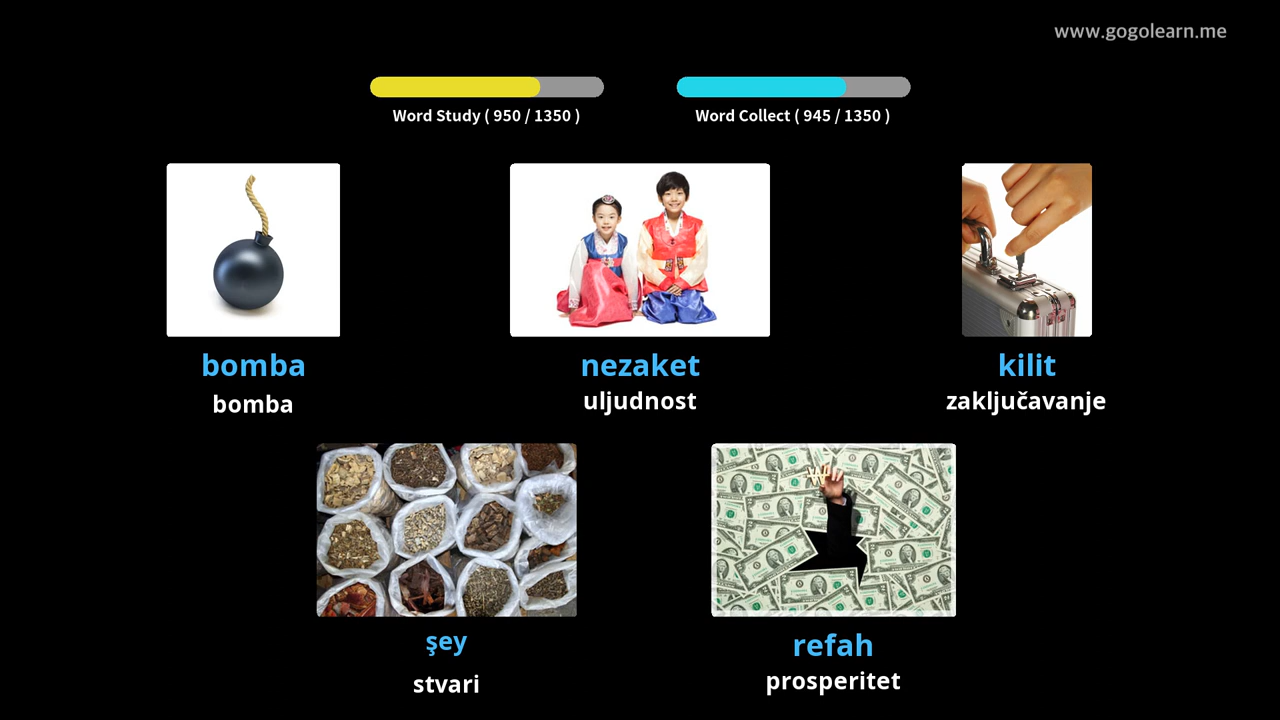 www.gogolearn.me
Word Study ( 950 / 1350 )
Word Collect ( 945 / 1350 )
bomba
bomba
nezaket
uljudnost
kilit
zaključavanje
şey
stvari
refah
prosperitet